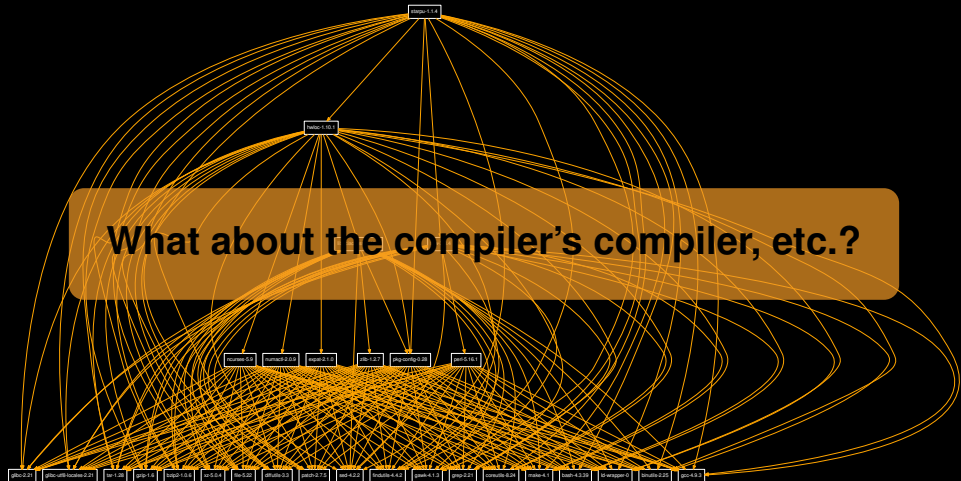 starpu-1.1.4
hwloc-1.10.1
What about the compiler's compiler, etc.?
ncurses-5.9 numactl-2.0.9 expat-2.1.0 zlib-1.2.7 pkg-config-0.28 perl-5.16.1
glibc-2.21 glibc-utf8-locales-2.21 tar-1.28 gzip-1.6 bzip2-1.0.6 xz-5.0.4 file-5.22 diffutils-3.3 patch-2.7.5 sed-4.2.2 findutils-4.4.2 gawk-4.1.3 grep-2.21 coreutils-8.24 make-4.1 bash-4.3.39 ld-wrapper-0 binutils-2.25 gcc-4.9.3